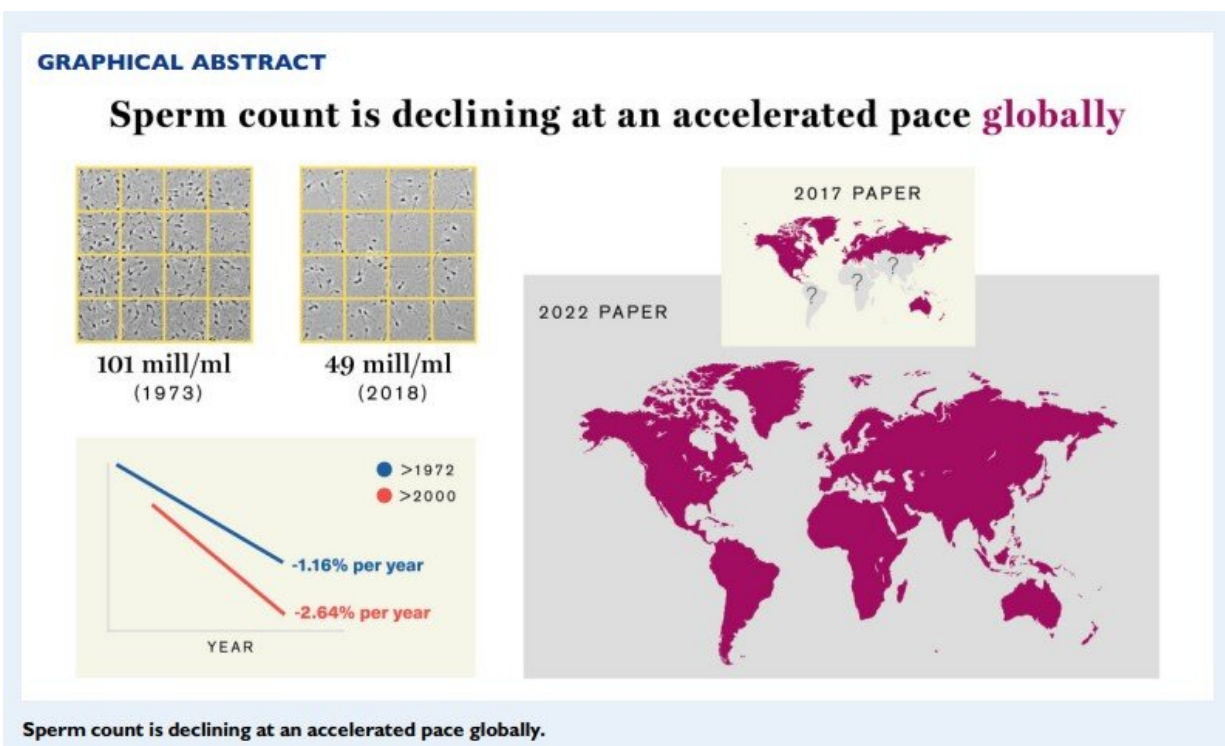 GRAPHICAL ABSTRACT
Sperm count is declining at an accelerated pace globally
101 mill/ml
(1973)
49 mill/ml
(2018)
>1972
>2000
-1.16% per year
-2.64% per year
YEAR
2017 PAPER
?
?
?
2022 PAPER
Sperm count is declining at an accelerated pace globally.